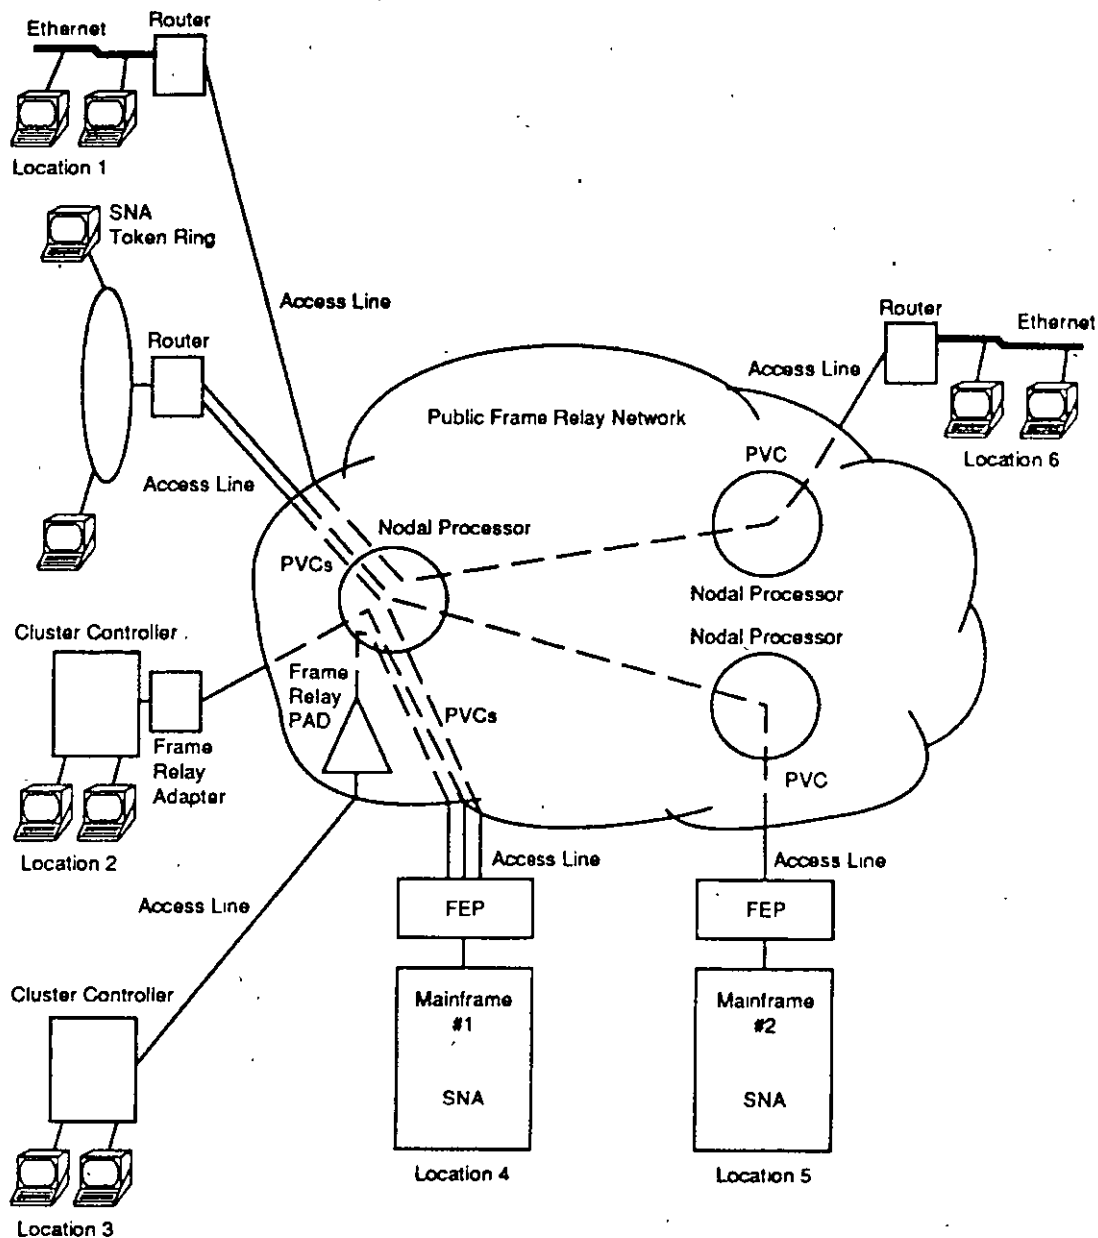 Ethernet
Router
Location 1
SNA
Token Ring
Access Line
Router
Access Line
Router
Ethernet
Access Line
Location 6
Public Frame Relay Network
PVC
Nodal Processor
PVCs
Nodal Processor
Nodal Processor
Cluster Controller
Frame
Relay
PAD
PVCs
Frame
Relay
Adapter
PVC
Location 2
Access Line
Access Line
Access Line
FEP
FEP
Cluster Controller
Mainframe
#1
SNA
Mainframe
#2
SNA
Location 4
Location 5
Location 3